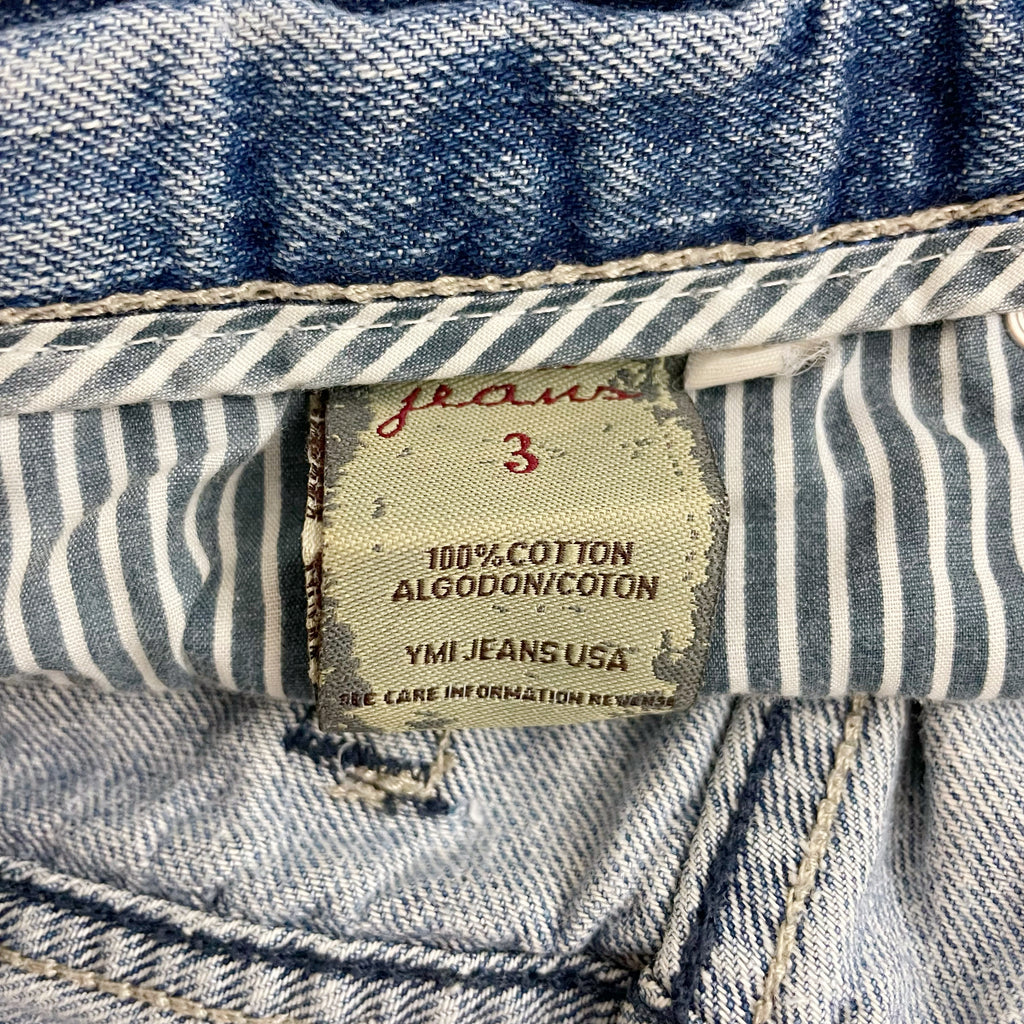 jeans
3
100% COTTON
ALGODON/COTON
YMI JEANS USA
SEE CARE INFORMATION REVERSE